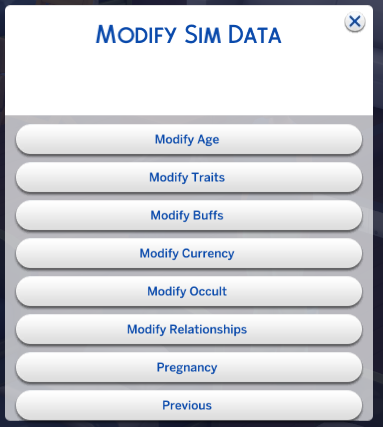 Modify Sim Data
Modify Age
Modify Traits
Modify Buffs
Modify Currency
Modify Occult
Modify Relationships
Pregnancy
Previous